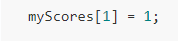 myScores[1] = 1;